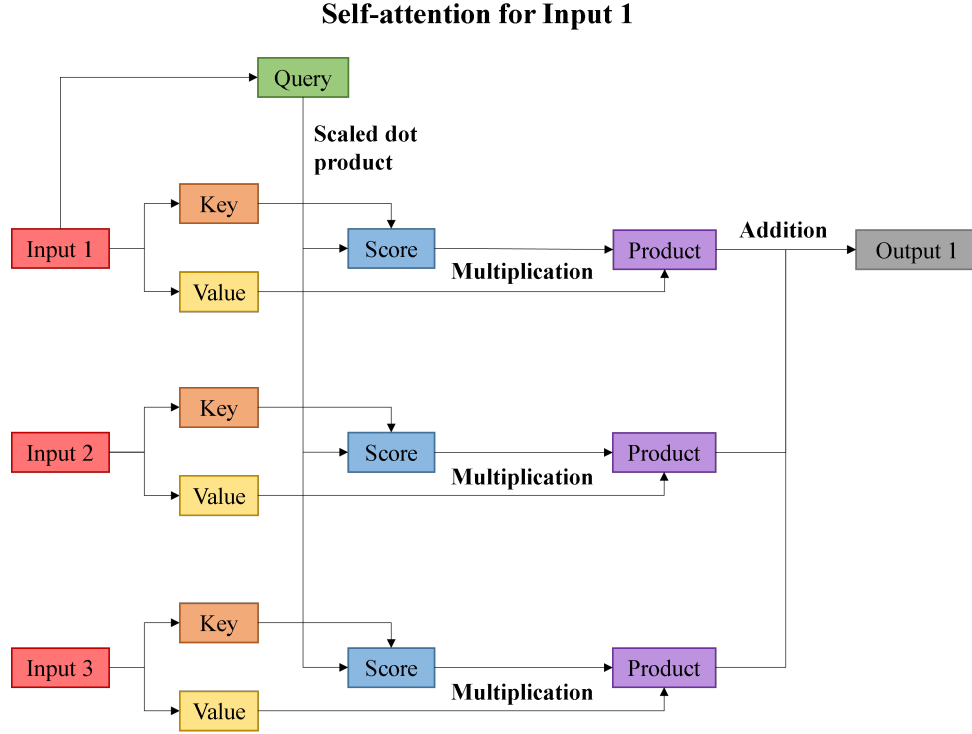 Self-attention for Input 1
Query
Scaled dot
product
Key
Input 1
Score
Value
Multiplication
Product
Addition
Output 1
Key
Input 2
Score
Value
Multiplication
Product
Key
Input 3
Score
Value
Multiplication
Product